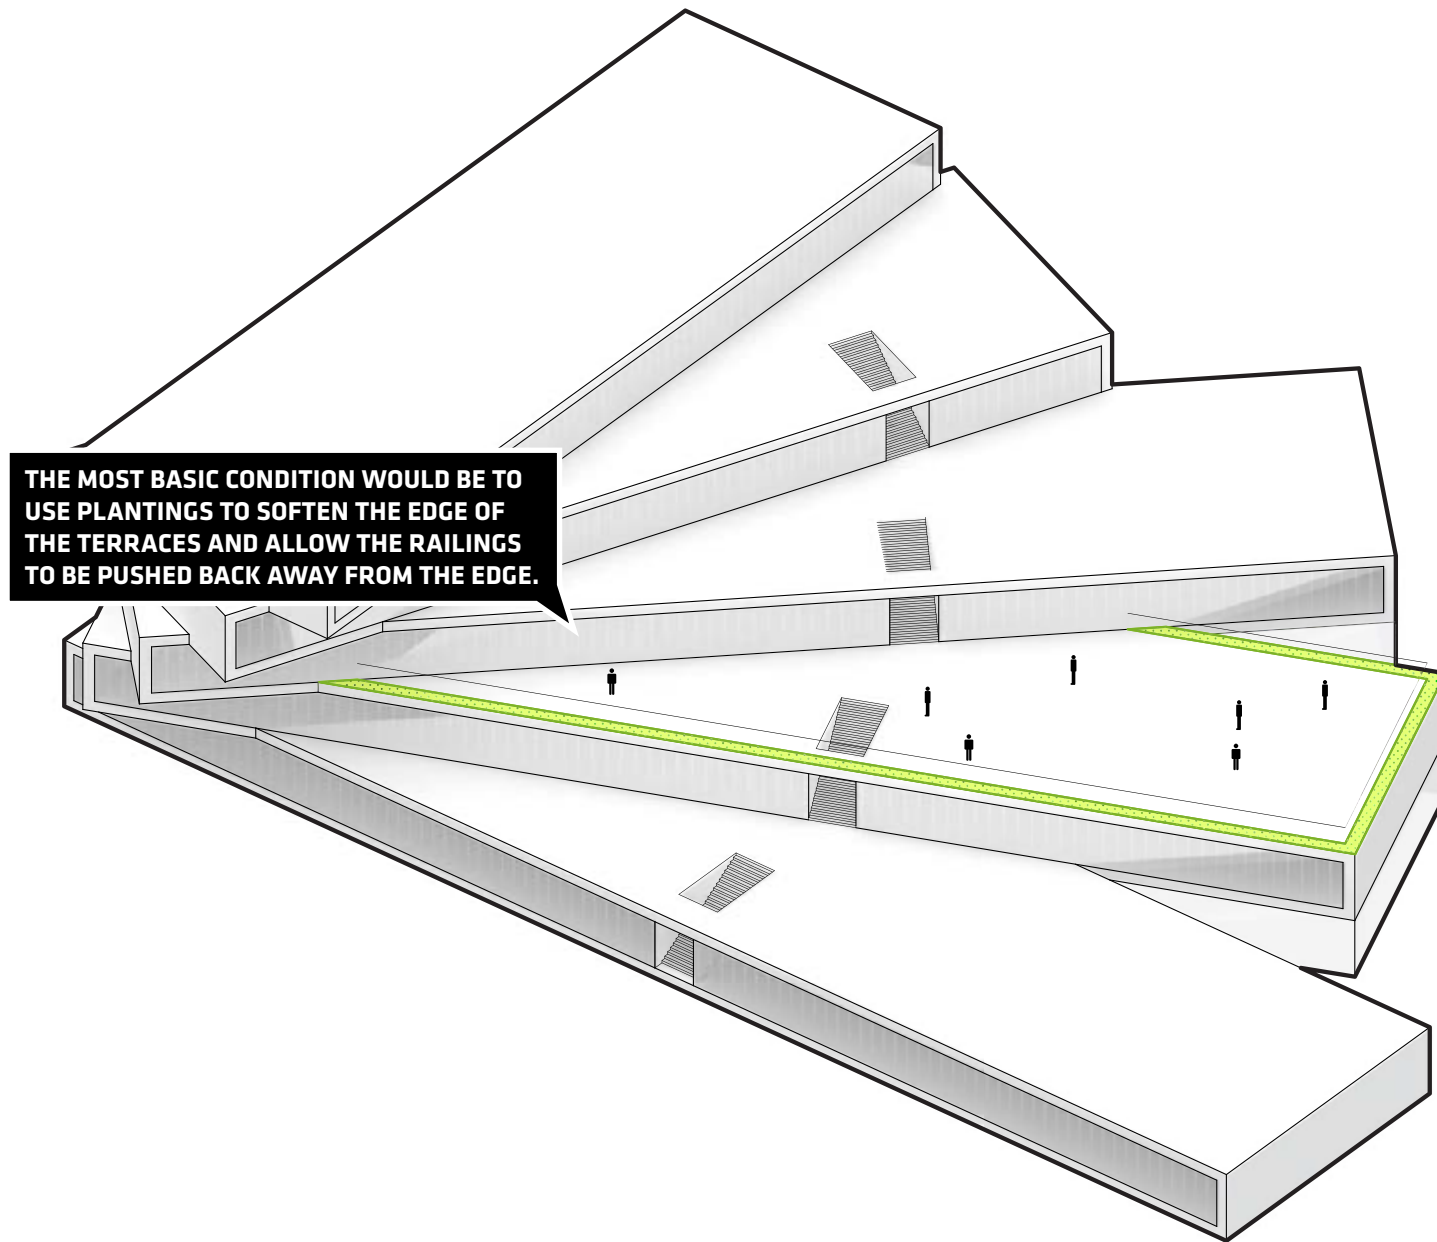 THE MOST BASIC CONDITION WOULD BE TO
USE PLANTINGS TO SOFTEN THE EDGE OF
THE TERRACES AND ALLOW THE RAILINGS
TO BE PUSHED BACK AWAY FROM THE EDGE.